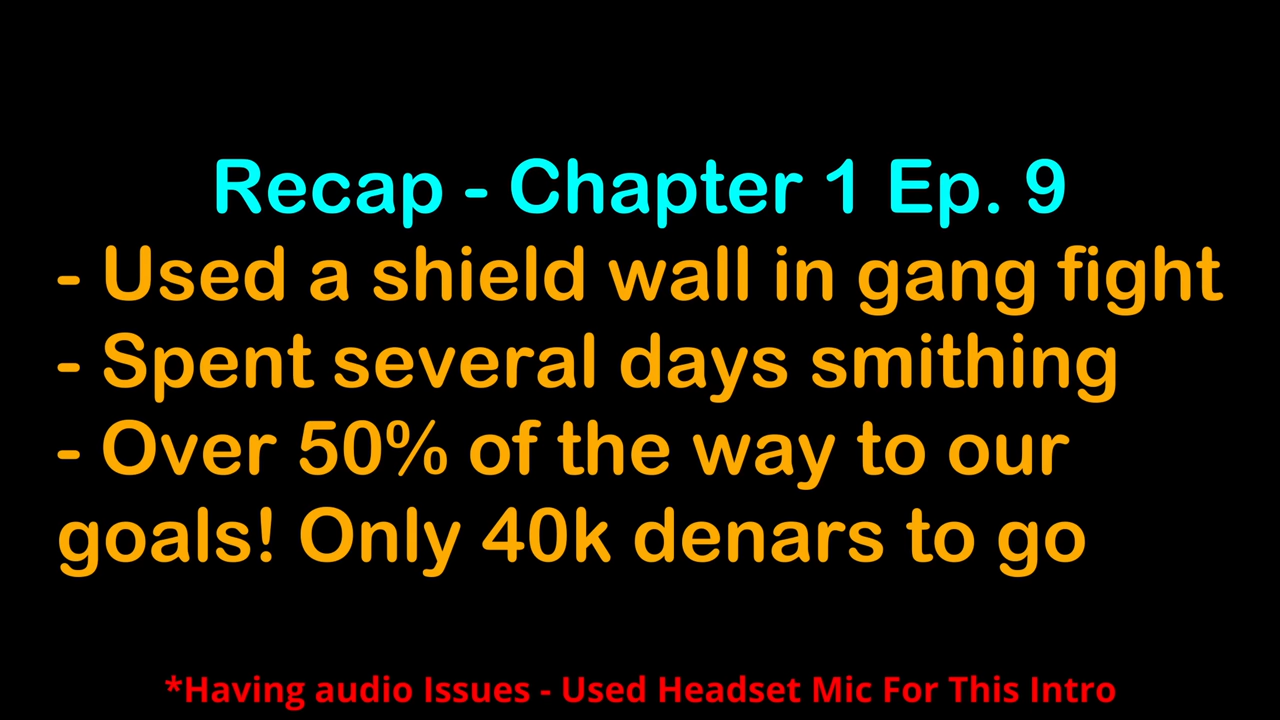 Recap - Chapter 1 Ep. 9
- Used a shield wall in gang fight
- Spent several days smithing
- Over 50% of the way to our
goals! Only 40k denars to go
*Having audio Issues - Used Headset Mic For This Intro